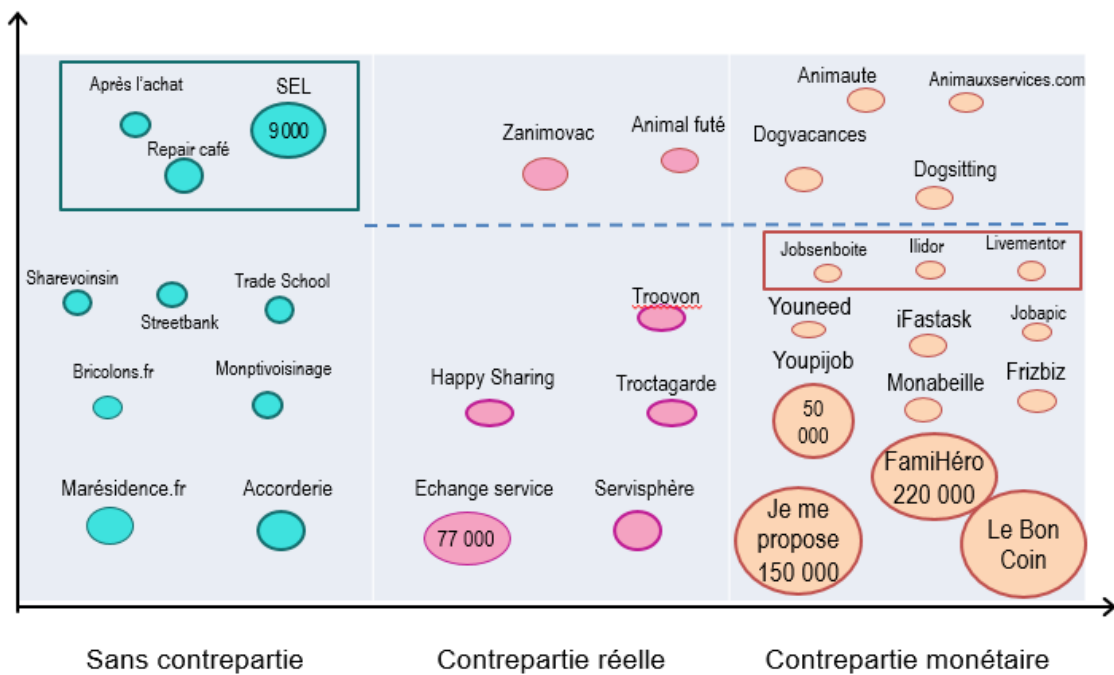 Après l'achat
SEL
9 000
Repair café
Zanimovac
Animal futé
Animaute
Animauxservices.com
Dogvacances
Dogsitting
Jobsenboite
Ilidor
Livementor
Sharevoinsin
Streetbank
Trade School
Troovon
Youneed
iFastask
Jobapic
Bricolons.fr
Monptivoisinage
Happy Sharing
Troctagarde
Youpijob
50
000
Monabeille
Frizbiz
Marésidence.fr
Accorderie
Echange service
77 000
Servisphère
FamiHéro
220 000
Je me
propose
150 000
Le Bon
Coin
Sans contrepartie
Contrepartie réelle
Contrepartie monétaire